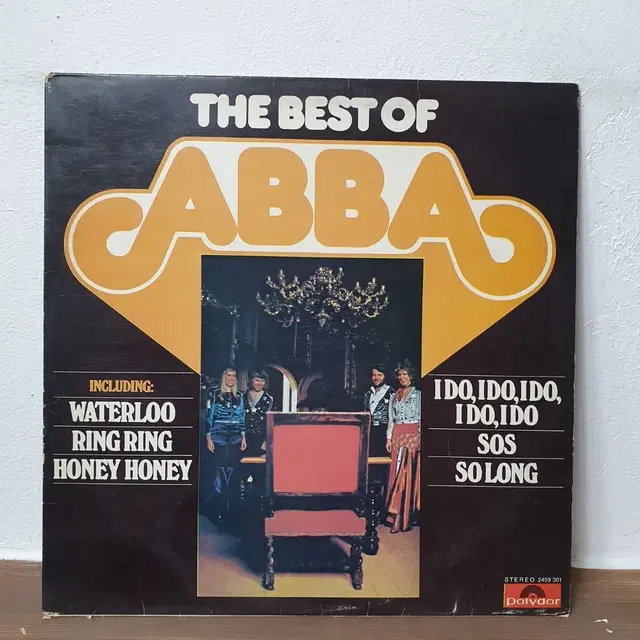 THE BEST OF
ABBA
INCLUDING:
WATERLOO
RING RING
HONEY HONEY
I DO, I DO, I DO,
I DO, I DO
SOS
SO LONG
STEREO 2459 301
Polydor